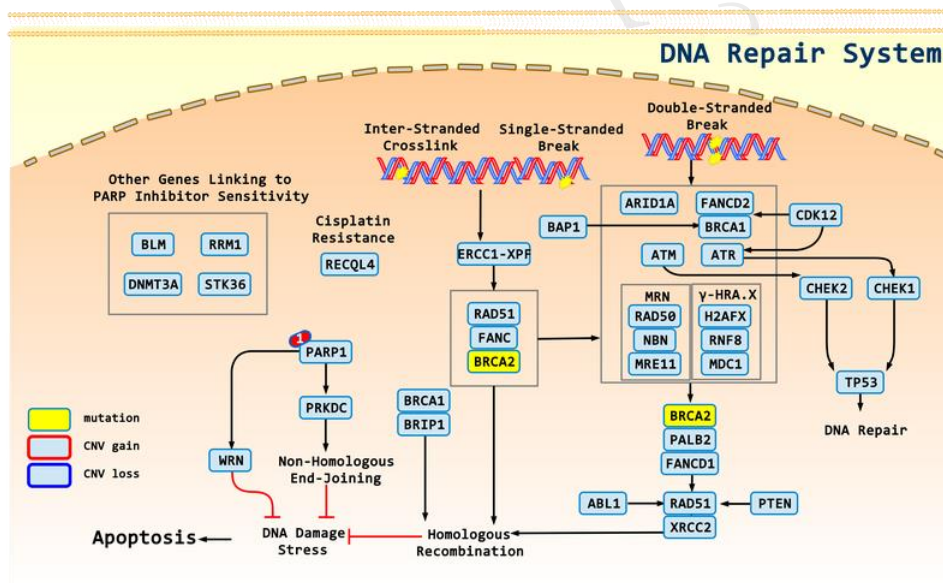 DNA Repair System
Double-Stranded
Break
Inter-Stranded
Crosslink
Single-Stranded
Break
Other Genes Linking to
PARP Inhibitor Sensitivity
BLM
RRM1
DNMT3A
STK36
Cisplatin
Resistance
RECQL4
ERCC1-XPF
BAP1
ARID1A
FANCD2
BRCA1
CDK12
ATM
ATR
CHEK2
CHEK1
MRN
RAD50
NBN
MRE11
γ-HRA.X
H2AFX
RNF8
MDC1
RAD51
FANC
BRCA2
1
PARP1
PRKDC
WRN
Non-Homologous
End-Joining
BRCA1
BRIP1
TP53
DNA Repair
BRCA2
PALB2
FANCD1
ABL1
RAD51
PTEN
XRCC2
mutation
CNV gain
CNV loss
Apoptosis
DNA Damage
Stress
Homologous
Recombination